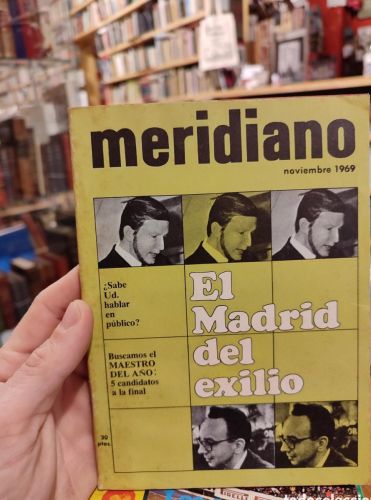 meridiano
noviembre 1969
¿Sabe
Ud.
hablar
en
público?
El
Madrid
del
exilio
Buscamos el
MAESTRO
DEL AÑO:
5 candidatos
a la final
30
ptas.
PIRELLI